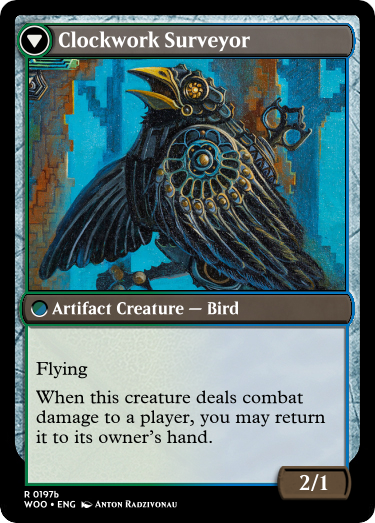 Clockwork Surveyor
Artifact Creature — Bird
Flying
When this creature deals combat
damage to a player, you may return
it to its owner's hand.
2/1
R 0197b
WOO • ENG Anton Radzivonau